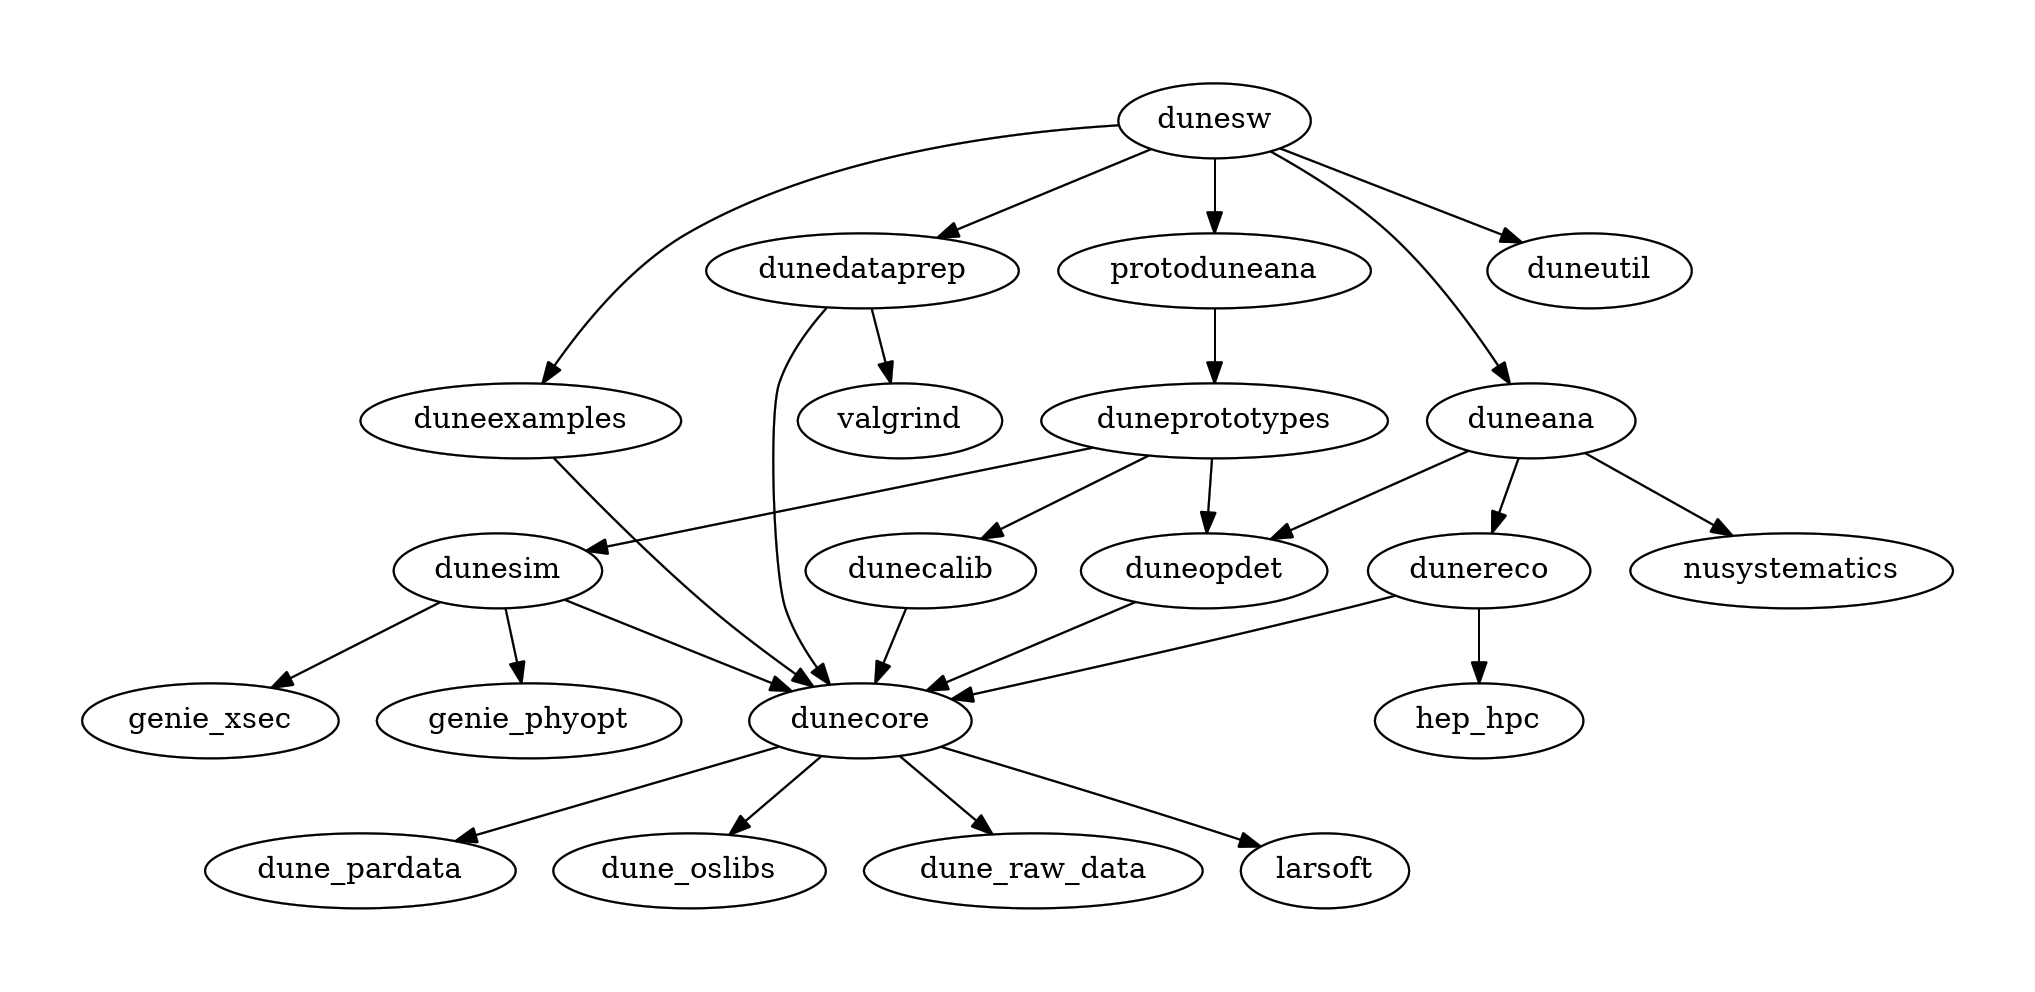 dunesw
dunedataprep
protoduneana
duneutil
duneexamples
valgrind
duneprototypes
duneana
dunesim
dunecalib
duneopdet
dunereco
nusystematics
genie_xsec
genie_phyopt
dunecore
hep_hpc
dune_pardata
dune_oslibs
dune_raw_data
larsoft